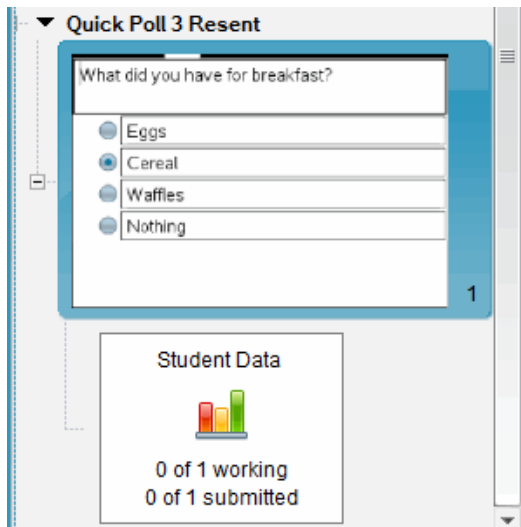 Quick Poll 3 Resent
What did you have for breakfast?
Eggs
Cereal
Waffles
Nothing
1
Student Data
0 of 1 working
0 of 1 submitted